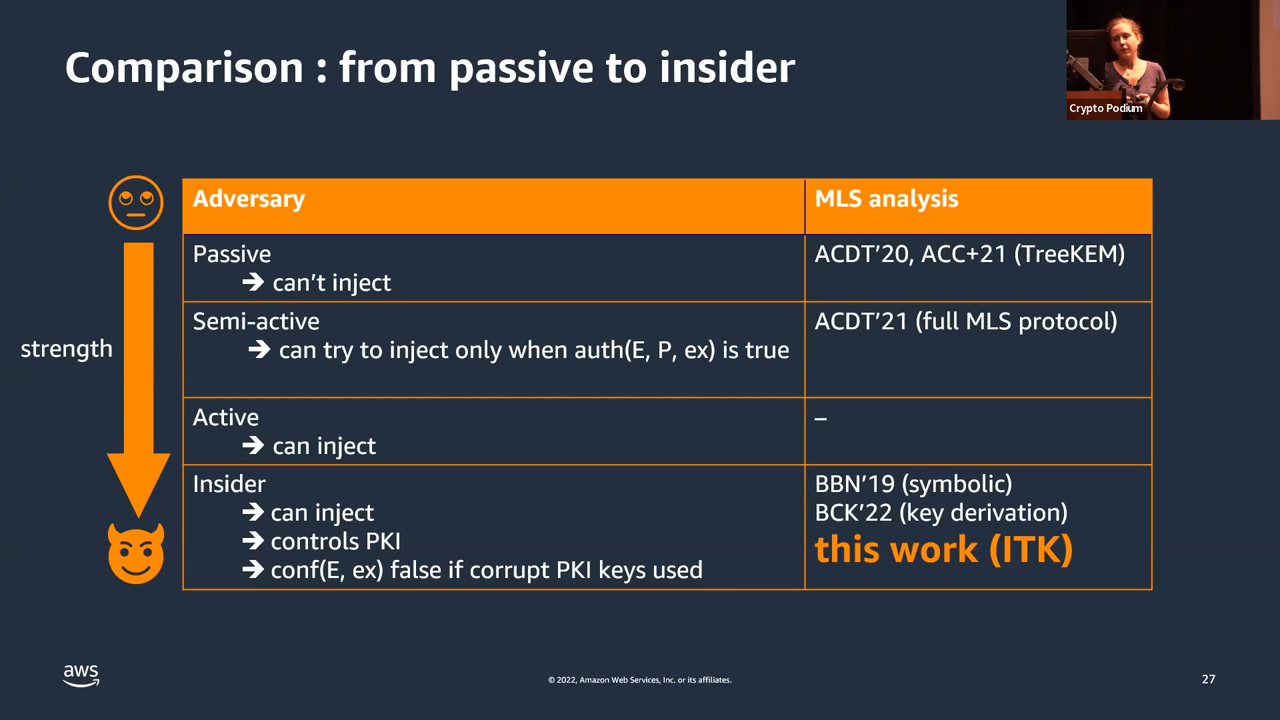 Comparison : from passive to insider
Crypto Podium
strength
Adversary
MLS analysis
Passive
➔ can't inject
ACDT'20, ACC+21 (TreeKEM)
Semi-active
➔ can try to inject only when auth(E, P, ex) is true
ACDT'21 (full MLS protocol)
Active
➔ can inject
–
Insider
➔ can inject
➔ controls PKI
➔ conf(E, ex) false if corrupt PKI keys used
BBN'19 (symbolic)
BCK'22 (key derivation)
this work (ITK)
aws
© 2022, Amazon Web Services, Inc. or its affiliates.
27